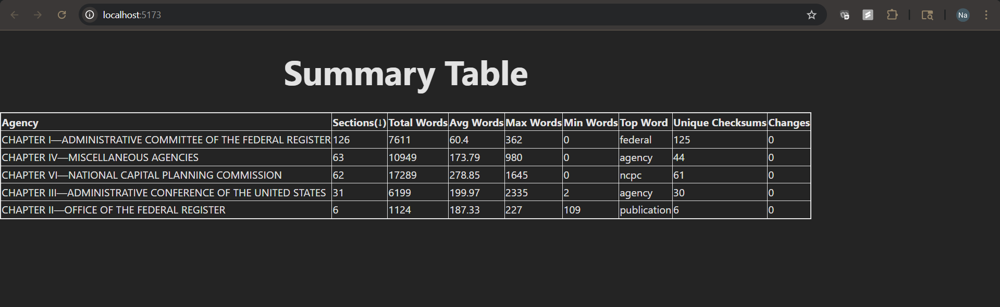 localhost:5173
Na
Summary Table
Agency Sections(↓) Total Words Avg Words Max Words Min Words Top Word Unique Checksums Changes
CHAPTER I—ADMINISTRATIVE COMMITTEE OF THE FEDERAL REGISTER 126 7611 60.4 362 0 federal 125 0
CHAPTER IV—MISCELLANEOUS AGENCIES 63 10949 173.79 980 0 agency 44 0
CHAPTER VI—NATIONAL CAPITAL PLANNING COMMISSION 62 17289 278.85 1645 0 ncpc 61 0
CHAPTER III—ADMINISTRATIVE CONFERENCE OF THE UNITED STATES 31 6199 199.97 2335 2 agency 30 0
CHAPTER II—OFFICE OF THE FEDERAL REGISTER 6 1124 187.33 227 109 publication 6 0